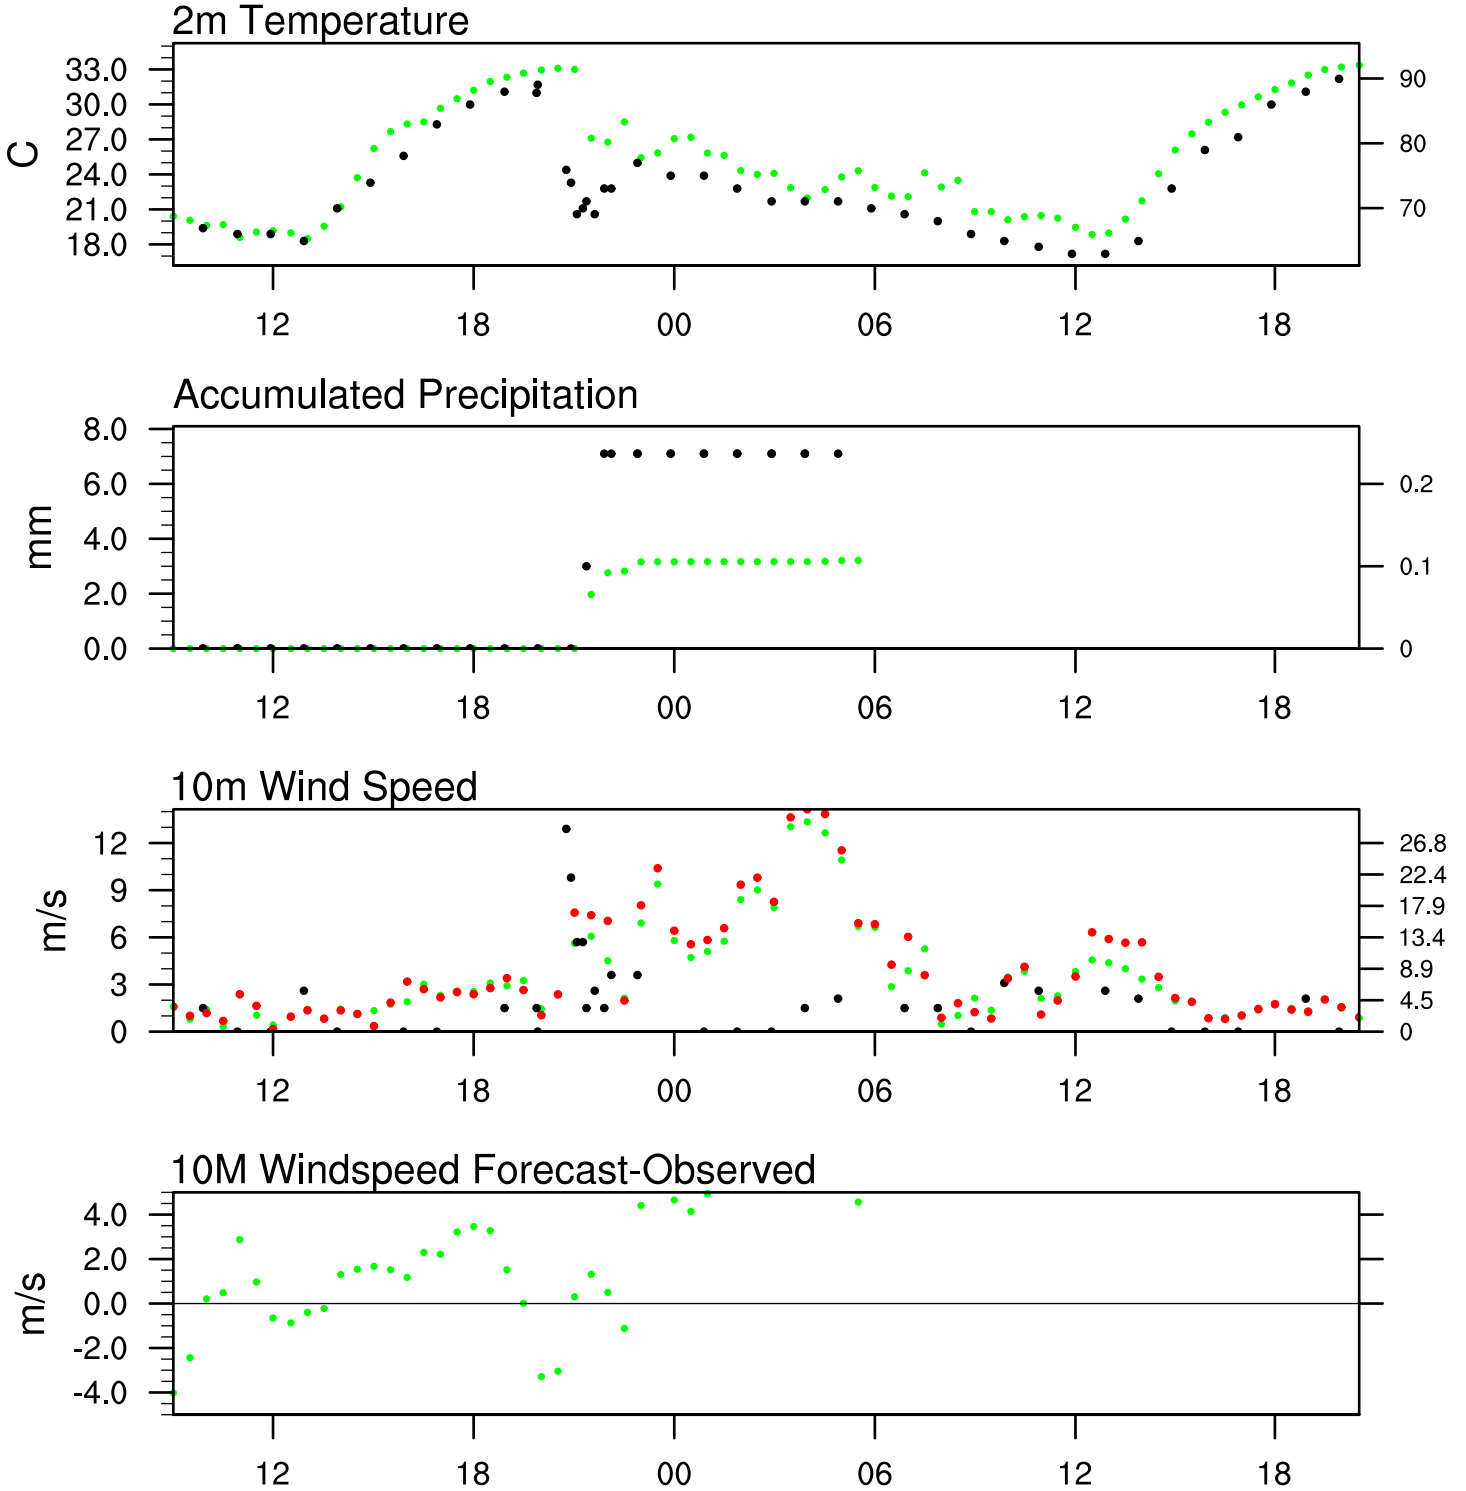 2m Temperature
33.0
30.0
27.0
24.0
21.0
18.0
C
90
80
70
12 18 00 06 12 18
Accumulated Precipitation
8.0
6.0
4.0
2.0
0.0
mm
0.2
0.1
0
12 18 00 06 12 18
10m Wind Speed
12
9
6
3
0
m/s
26.8
22.4
17.9
13.4
8.9
4.5
0
12 18 00 06 12 18
10M Windspeed Forecast-Observed
4.0
2.0
0.0
-2.0
-4.0
m/s
12 18 00 06 12 18